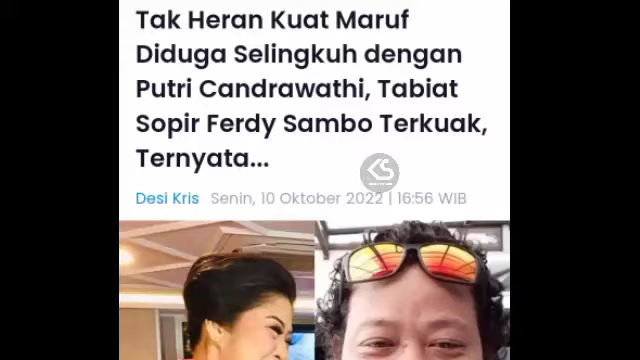 Tak Heran Kuat Maruf
Diduga Selingkuh dengan
Putri Candrawathi, Tabiat
Sopir Ferdy Sambo Terkuak,
Ternyata...
Desi Kris Senin, 10 Oktober 2022 | 16:56 WIB